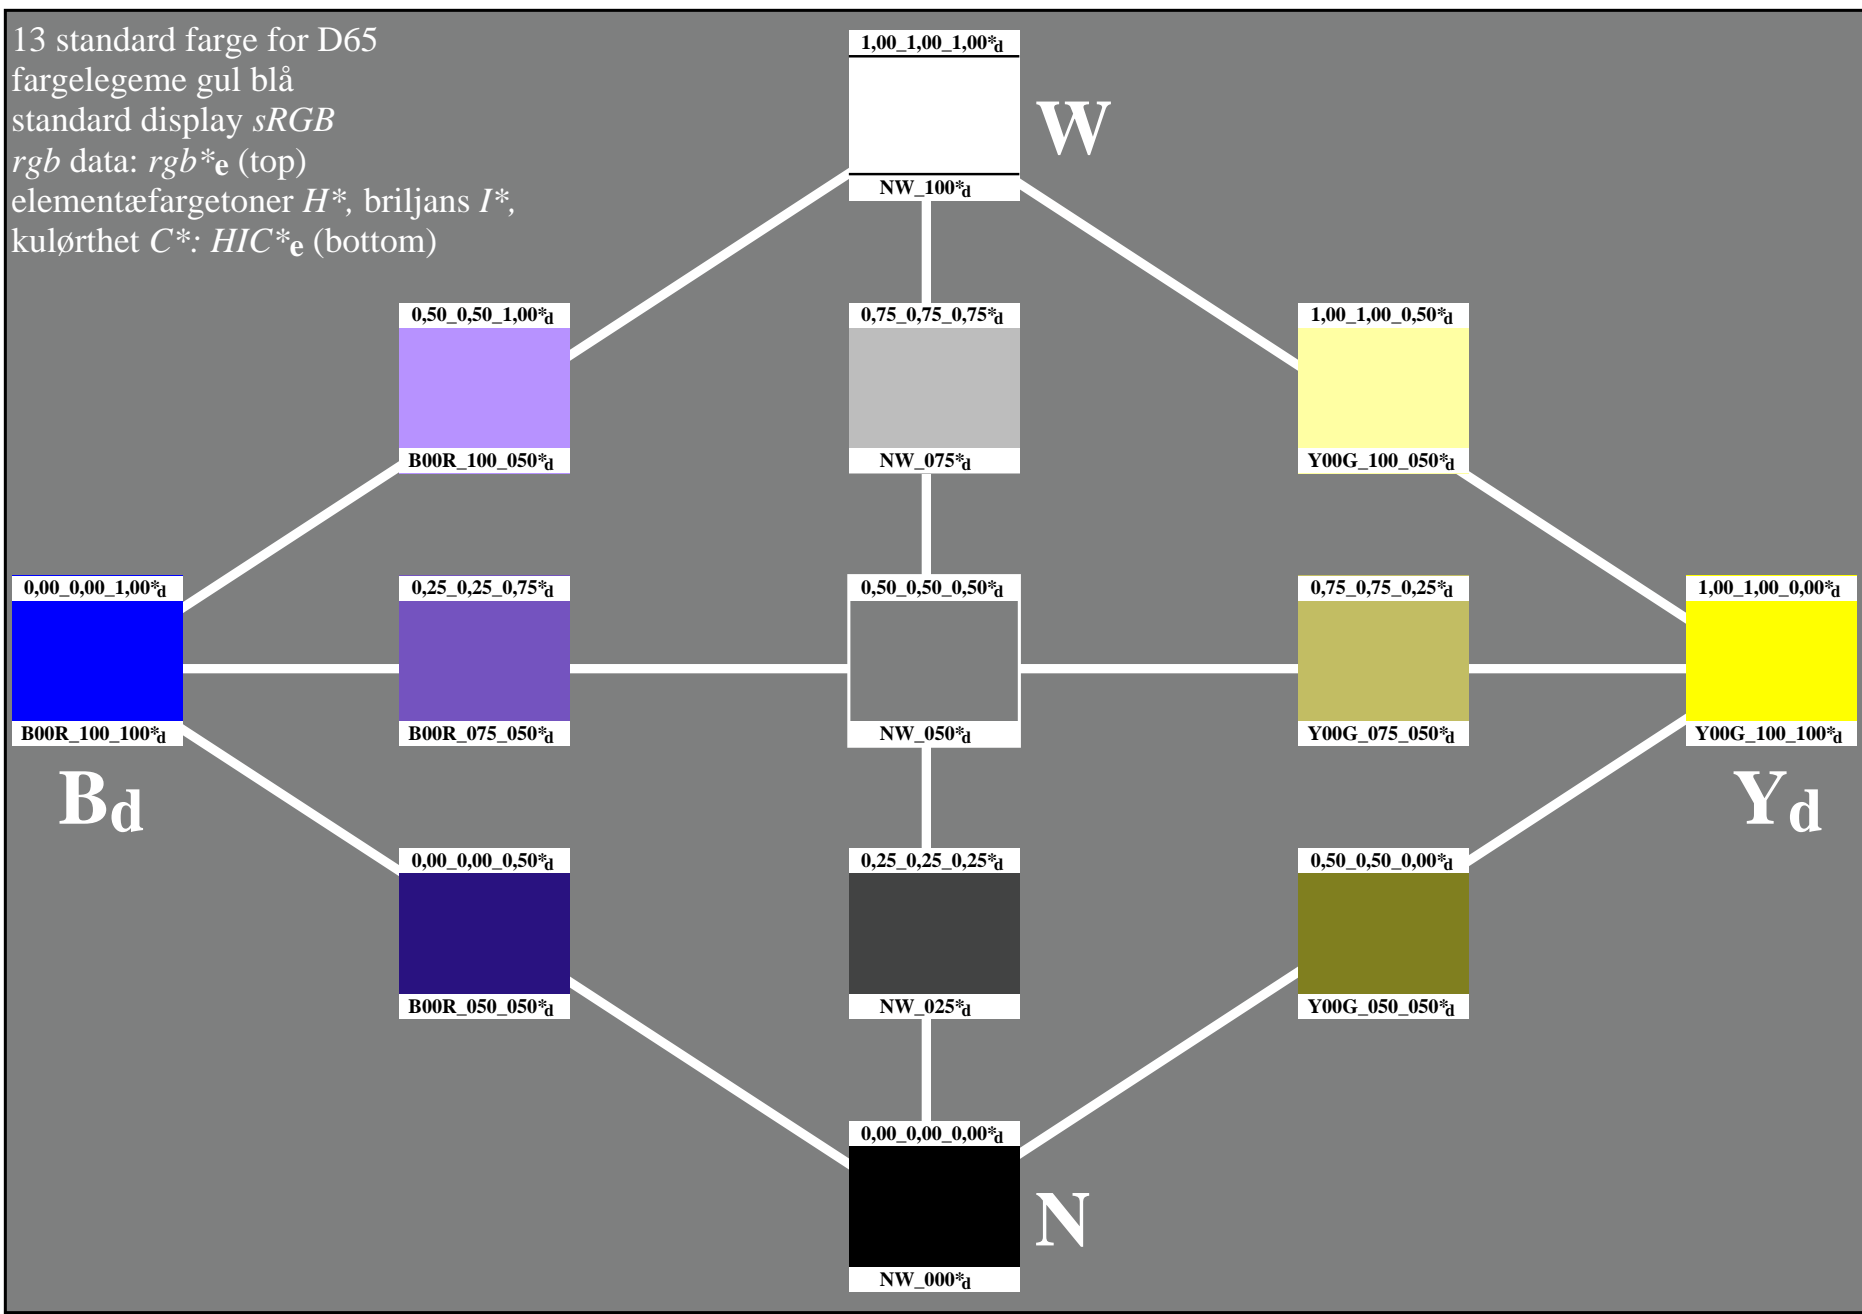 13 standard farge for D65
fargelegeme gul blå
standard display sRGB
rgb data: rgb*e (top)
elementæfargetoner H*, briljans I*,
kulørthet C*: HIC*e (bottom)
1,00_1,00_1,00*d
W
NW_100*d
0,50_0,50_1,00*d
B00R_100_050*d
0,75_0,75_0,75*d
NW_075*d
1,00_1,00_0,50*d
Y00G_100_050*d
0,00_0,00_1,00*d
B00R_100_100*d
Bd
0,25_0,25_0,75*d
B00R_075_050*d
0,50_0,50_0,50*d
NW_050*d
0,75_0,75_0,25*d
Y00G_075_050*d
1,00_1,00_0,00*d
Y00G_100_100*d
Yd
0,00_0,00_0,50*d
B00R_050_050*d
0,25_0,25_0,25*d
NW_025*d
0,50_0,50_0,00*d
Y00G_050_050*d
0,00_0,00_0,00*d
N
NW_000*d